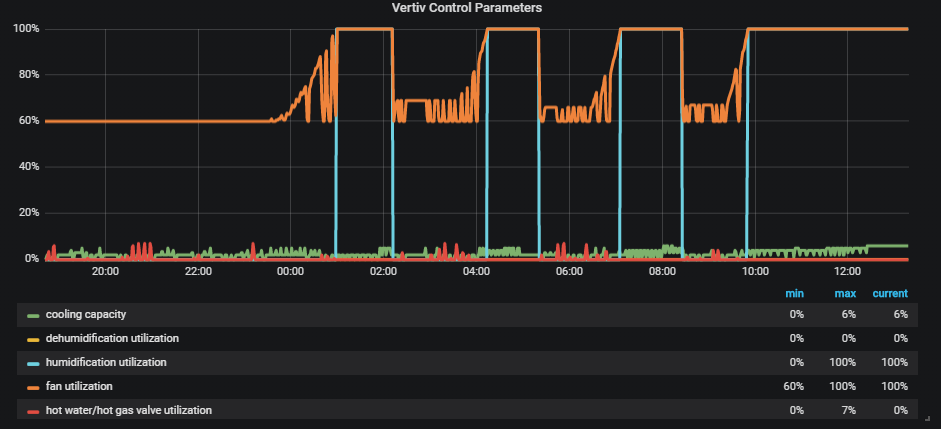 Vertiv Control Parameters
100%
80%
60%
40%
20%
0%
20:00 22:00 00:00 02:00 04:00 06:00 08:00 10:00 12:00
min max current
cooling capacity 0% 6% 6%
dehumidification utilization 0% 0% 0%
humidification utilization 0% 100% 100%
fan utilization 60% 100% 100%
hot water/hot gas valve utilization 0% 7% 0%